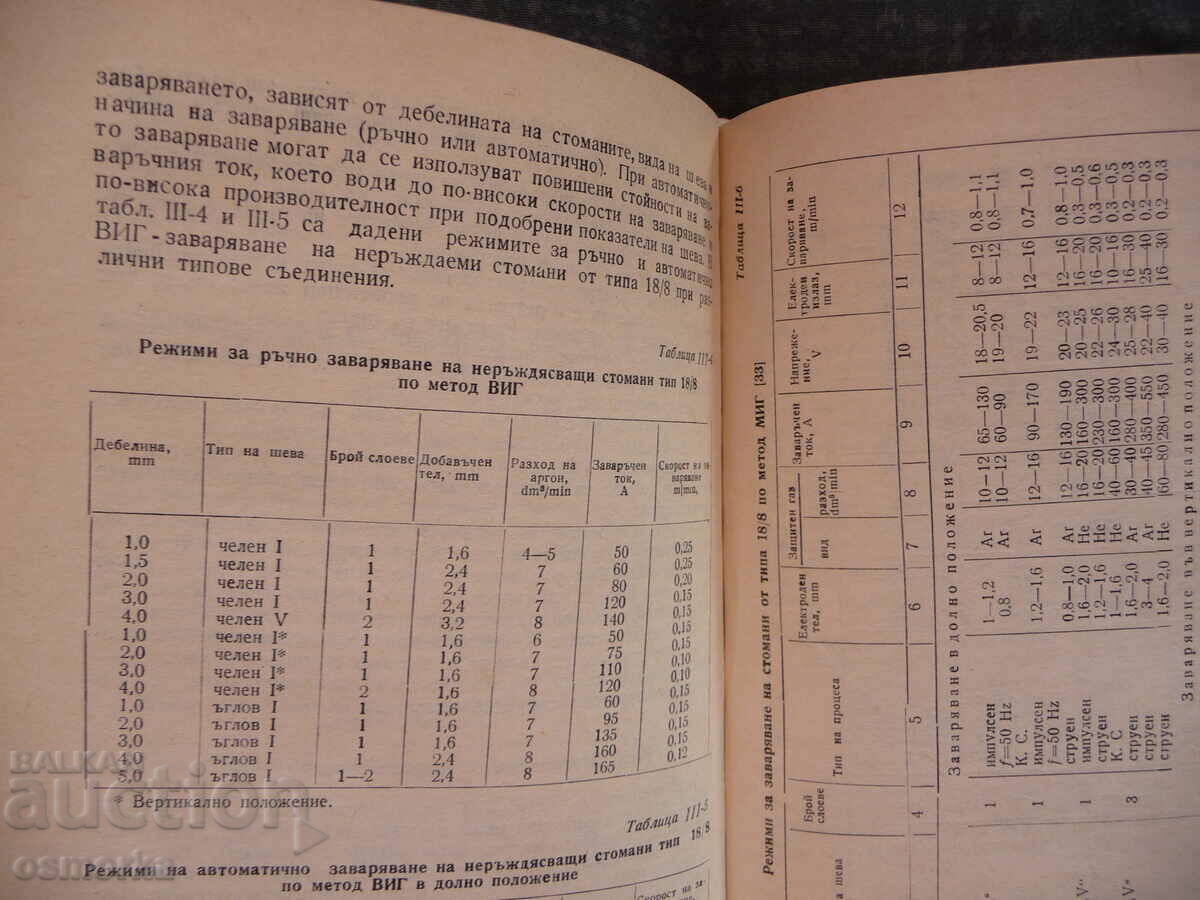 заваряването, зависят от дебелината на стоманите, вида на шева и
начина на заваряване (ръчно или автоматично). При автоматично-
то заваряване могат да се използуват повишени стойности на за-
варъчния ток, което води до по-високи скорости на заваряване и
по-висока производителност при подобрени показатели на шева. В
табл. III-4 и III-5 са дадени режимите за ръчно и автоматично
ВИГ-заваряване на неръждаеми стомани от типа 18/8 при раз-
лични типове съединения.
Таблица III-4
Режими за ръчно заваряване на неръждясващи стомани тип 18/8
по метод ВИГ
Дебелина, mm Тип на шева Брой слоеве Добавъчен тел, mm Разход на аргон, dm³/min Заваръчен ток, A Скорост на за-варяване m/min,
1,0 челен I 1 1,6 4—5 50 0,25
1,5 челен I 1 2,4 7 60 0,25
2,0 челен I 1 2,4 7 80 0,20
3,0 челен I 1 2,4 7 120 0,15
4,0 челен V 2 3,2 8 140 0,15
1,0 челен I* 1 1,6 6 50 0,15
2,0 челен I* 1 1,6 7 75 0,10
3,0 челен I* 1 1,6 7 110 0,10
4,0 челен I* 2 1,6 8 120 0,15
1,0 ъглов I 1 1,6 7 60
2,0 ъглов I 1 1,6 7 95
3,0 ъглов I 1 2,4 7 135 0,15
4,0 ъглов I 1 2,4 8 160 0,12
5,0 ъглов I 1—2 2,4 8 165
* Вертикално положение.
Таблица III-5
Режими на автоматично заваряване на неръждясващи стомани тип 18/8
по метод ВИГ в долно положение
Скорост на за-
Таблица III-6
Режими за заваряване на стомани от типа 18/8 по метод МИГ [33]
а шева Брой слоеве Тип на процеса Електроден тел, mm Защитен газ вид разход, dm³/min Заваръчен ток, A Напреже-ние, V Елек-троден излаз, mm Скорост на за-варяване, m/min
4 5 6 7 8 9 10 11 12
Заваряване в долно положение
1 импулсен 1—1,2 Ar 10—12 65—130 18—20,5 8—12 0,8—1,1
f=50 Hz 0,8 Ar 10—12 60—90 19—20 8—12 0,8—1,1
К. С.
1 импулсен 1,2—1,6 Ar 12—16 90—170 19—22 12—16 0,7—1,0
f=50 Hz
струен 0,8—1,0 Ar 12—16 130—190 20—23 12—16 0,8—1,0
1 импулсен 1,6—2,0 He 16—20 160—300 20—25 16—20 0,3—0,5
струен 1,2—1,6 He 16—20 230—300 22—26 16—20 0,3—0,6
К. С. 1—1,6 He 40—60 160—300 24—30 10—16 0,3—0,5
3 струен 1,6—2,0 Ar 30—40 280—400 25—28 16—30 0,2—0,3
струен 3—4 Ar 40—45 350—550 22—40 25—40 0,2—0,3
струен 1,6—2,0 He 60—80 280—450 30—40 16—30 0,2—0,3
Заваряване във вертикално положение
V"
V"
BALKAN
auction
osmorka